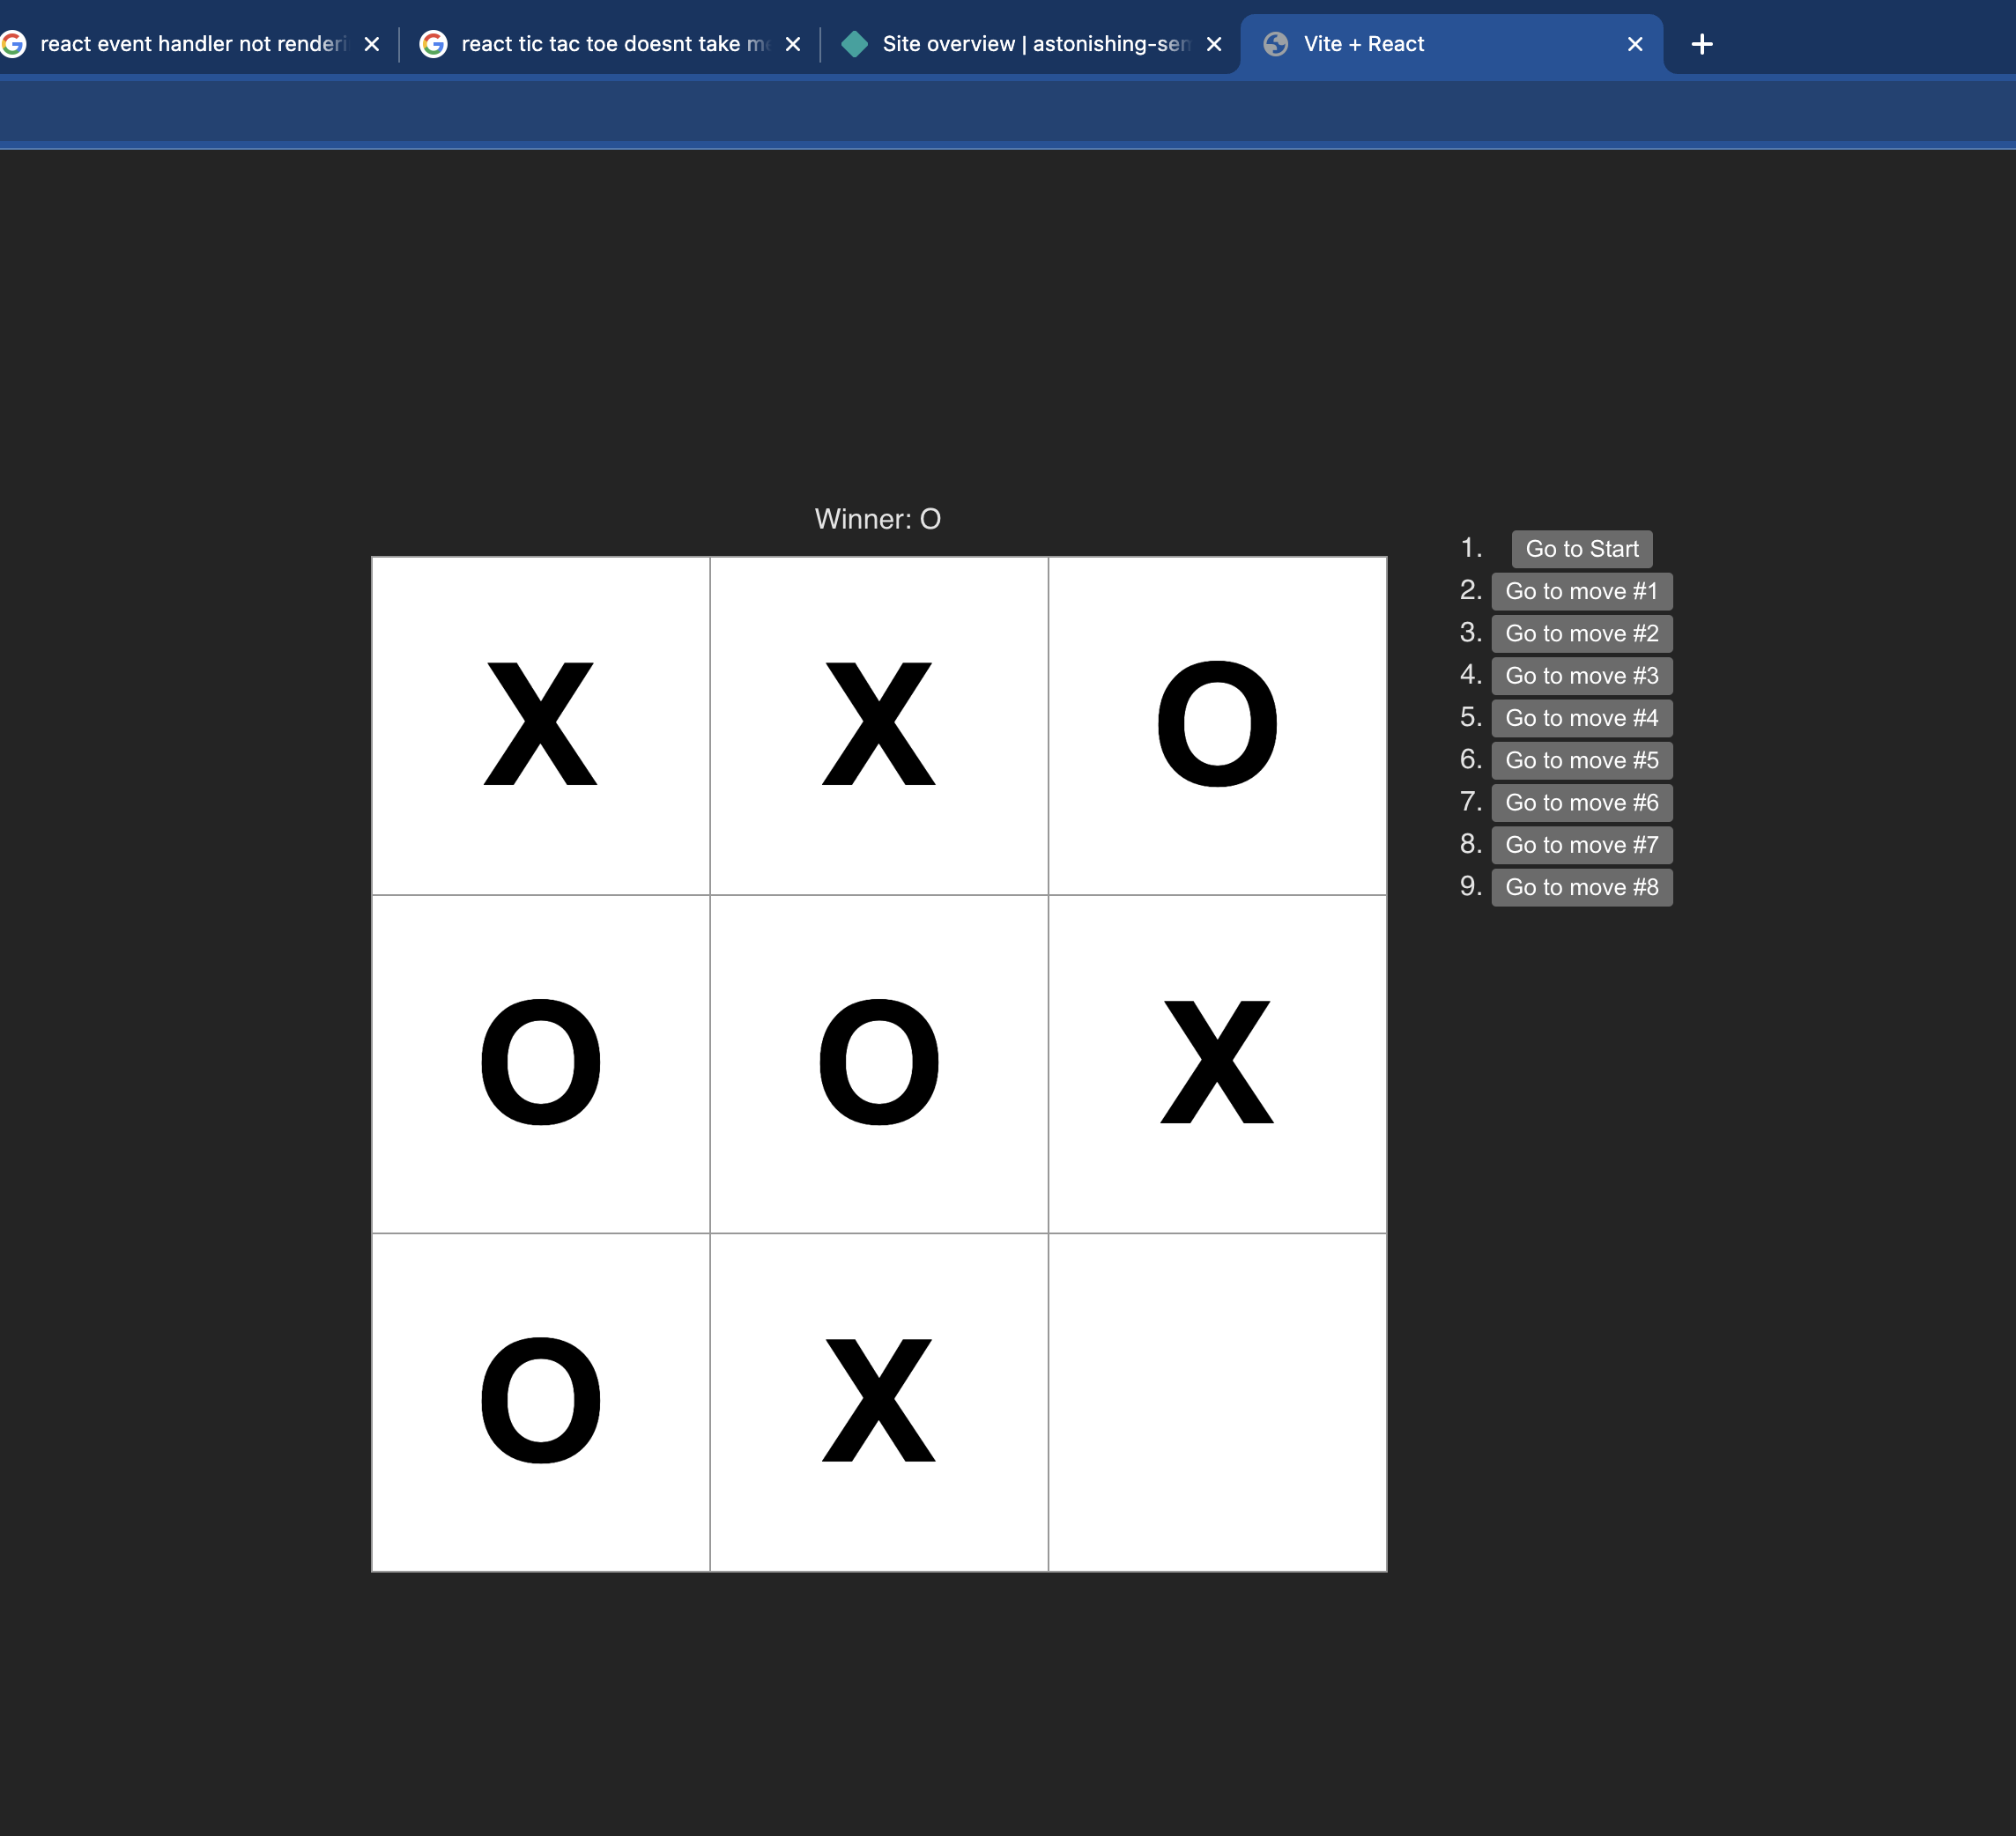 react event handler not renderi
react tic tac toe doesnt take
Site overview | astonishing-sen
Vite + React
Winner: O
X X O
O O X
O X
1. Go to Start
2. Go to move #1
3. Go to move #2
4. Go to move #3
5. Go to move #4
6. Go to move #5
7. Go to move #6
8. Go to move #7
9. Go to move #8